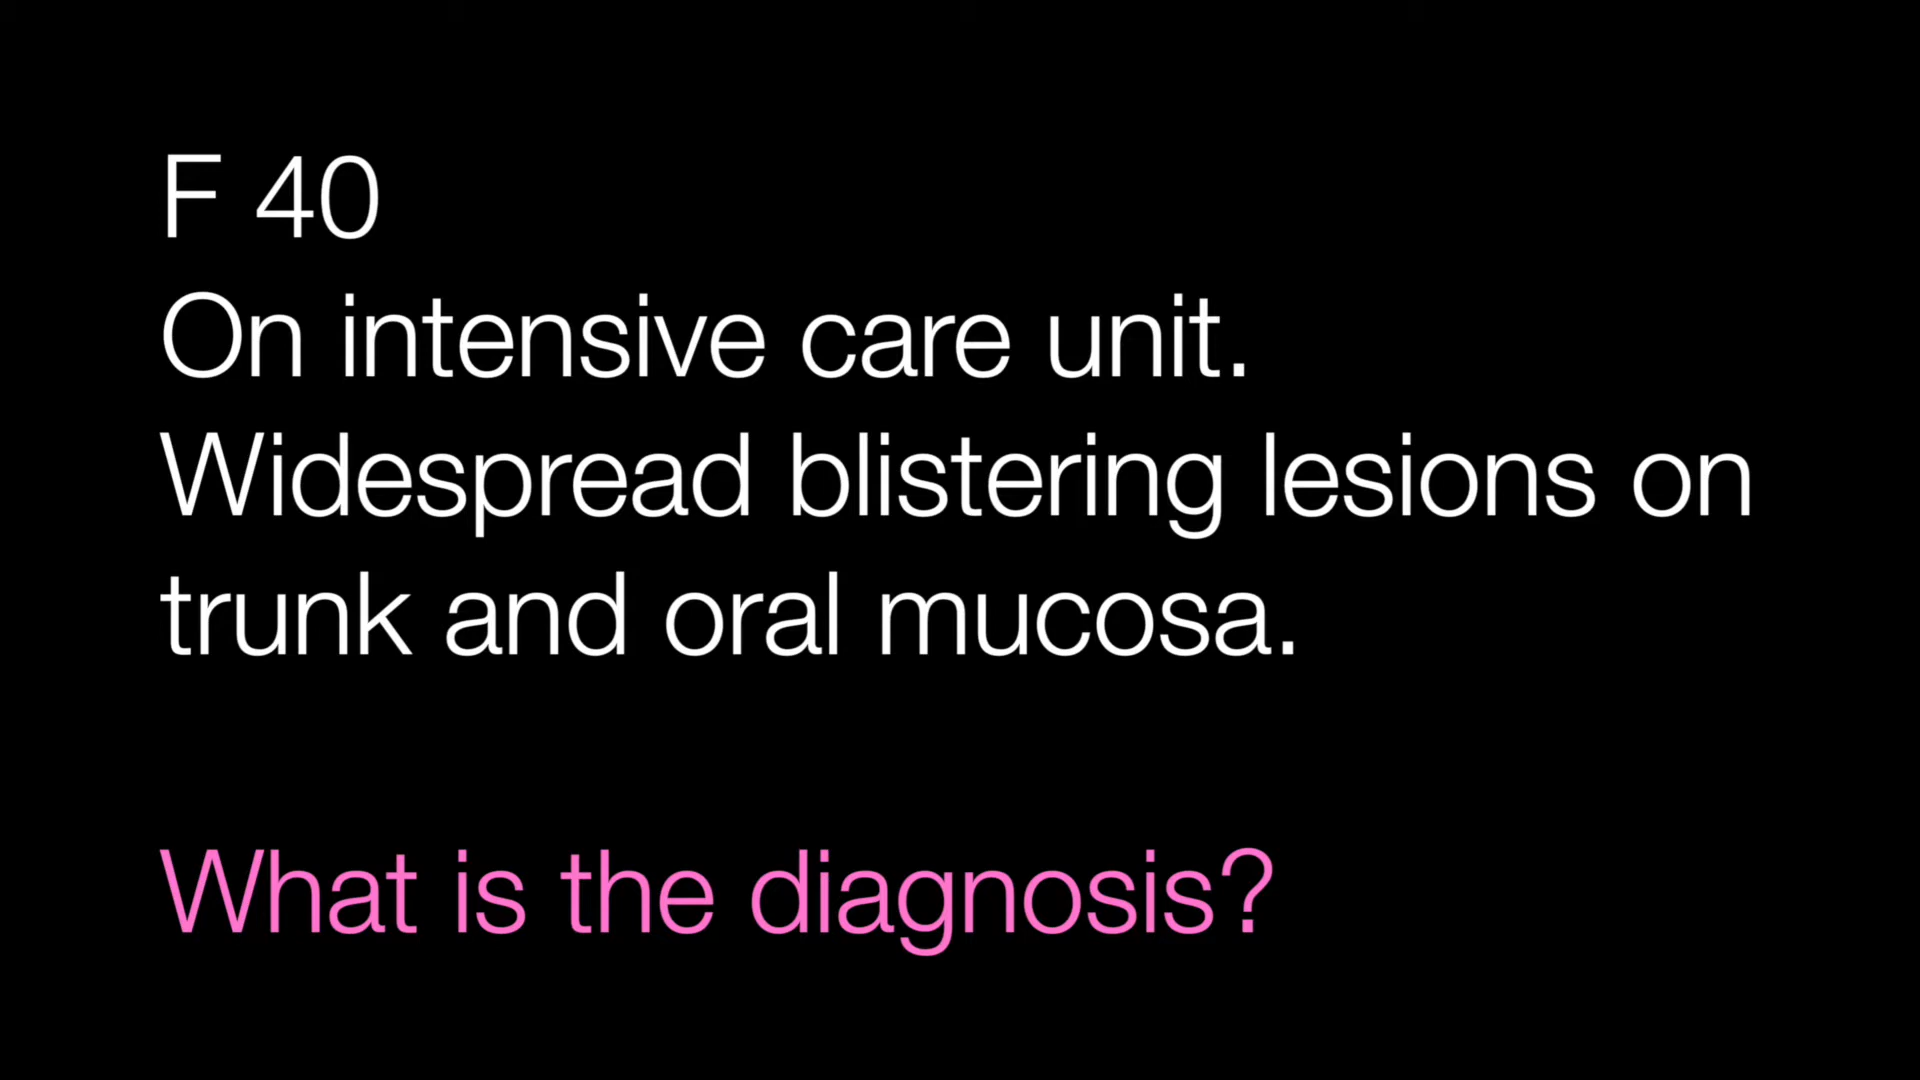 F 40
On intensive care unit.
Widespread blistering lesions on
trunk and oral mucosa.
What is the diagnosis?